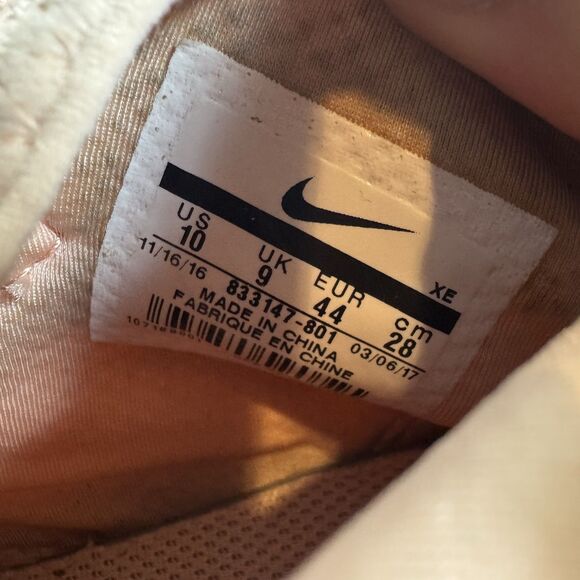 XE
US UK EUR cm
10 9 44 28
11/16/16 833147-801 03/06/17
MADE IN CHINA
FABRIQUE EN CHINE